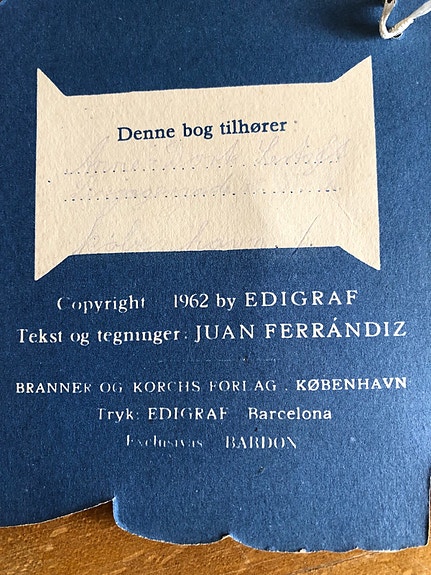 Denne bog tilhører
Copyright 1962 by EDIGRAF
Tekst og tegninger: JUAN FERRÁNDIZ
BRANNER OG KORCHS FORLAG . KØBENHAVN
Tryk: EDIGRAF Barcelona
Exclusivas BARDON